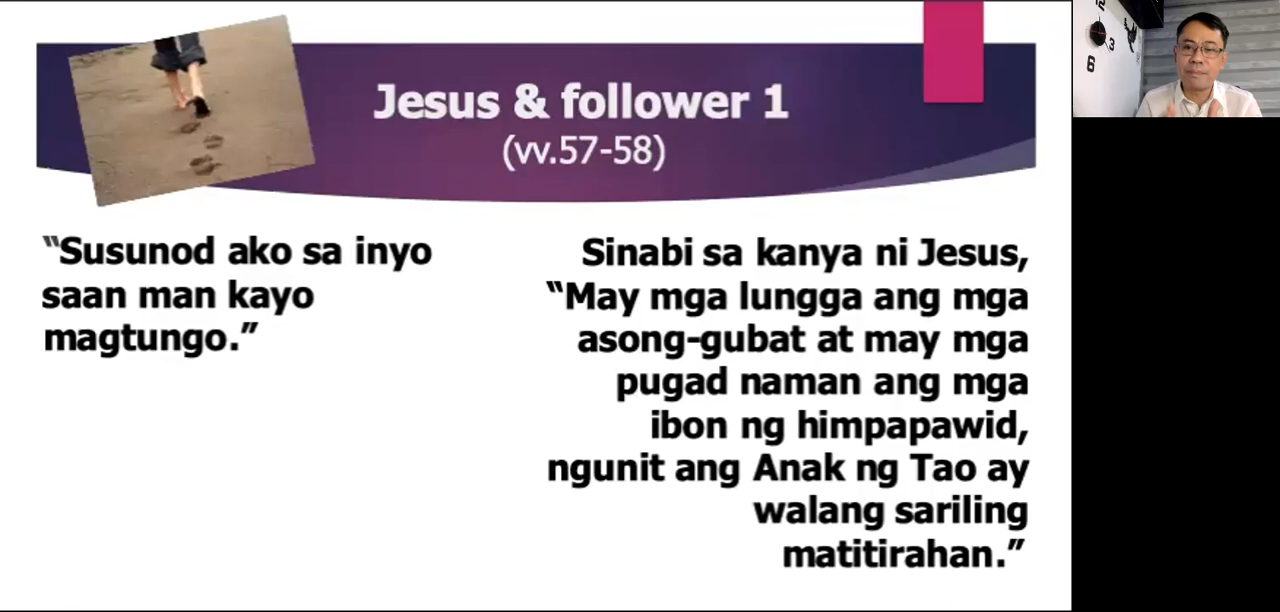 Jesus & follower 1
(vv.57-58)
“Susunod ako sa inyo
saan man kayo
magtungo.”
Sinabi sa kanya ni Jesus,
“May mga lungga ang mga
asong-gubat at may mga
pugad naman ang mga
ibon ng himpapawid,
ngunit ang Anak ng Tao ay
walang sariling
matitirahan.”
3
6